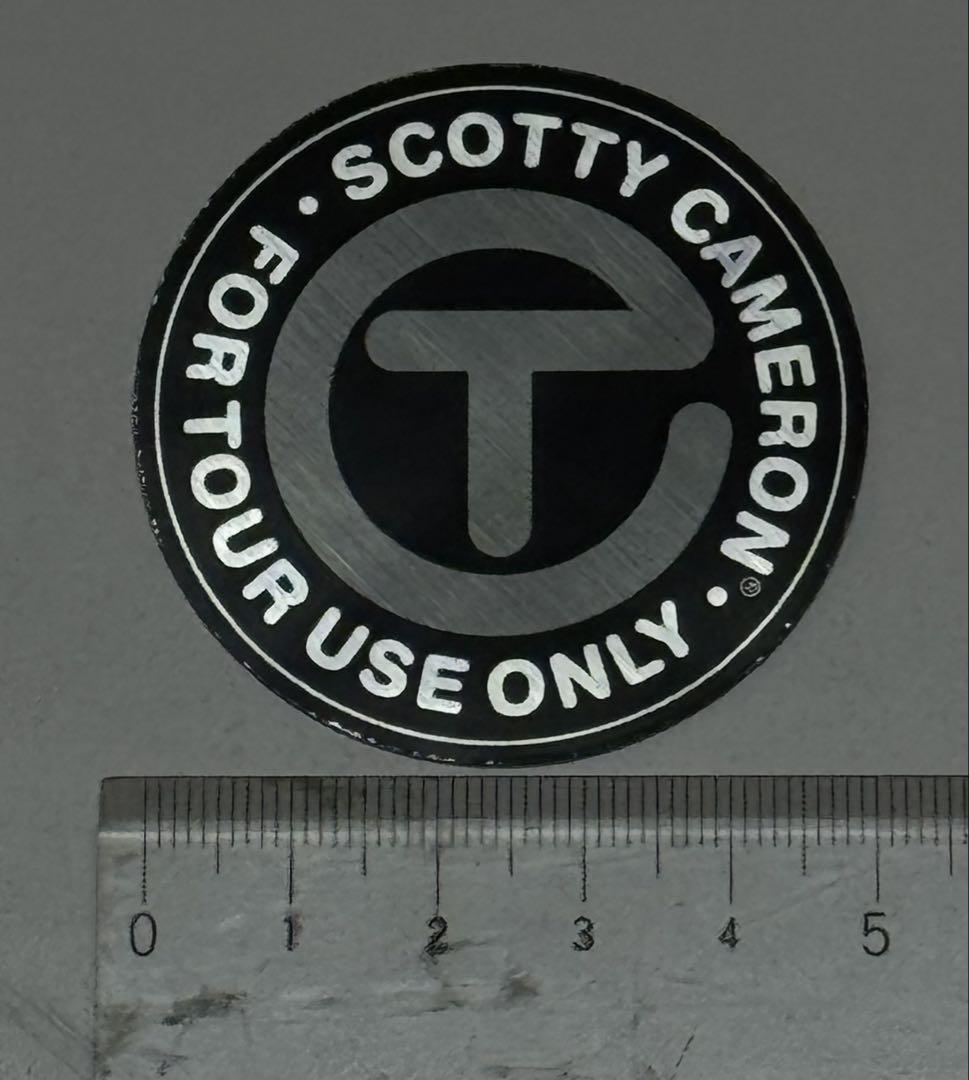 • SCOTTY CAMERON® •
FOR TOUR USE ONLY
T
0 1 2 3 4 5